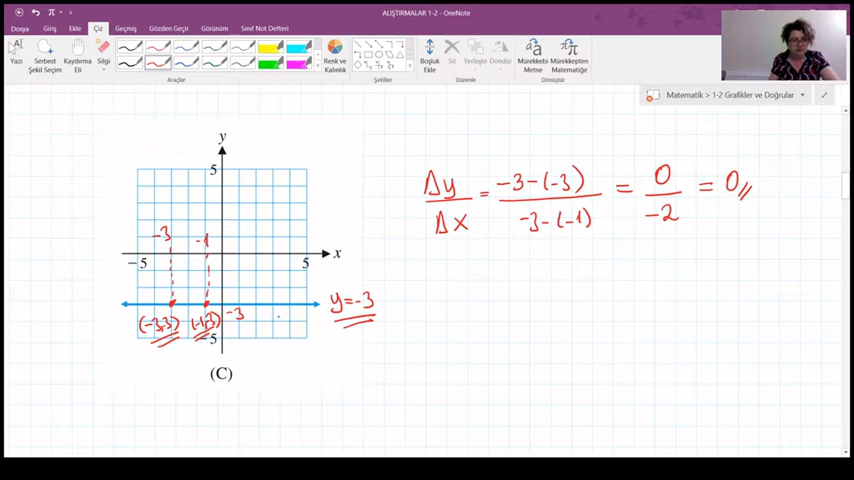 ALIŞTIRMALAR 1-2 - OneNote
Dosya Giriş Ekle Çiz Geçmiş Gözden Geçir Görünüm Sınıf Not Defteri
Yazı
Serbest Şekil Seçim
Kaydırma Eli
Silgi
Renk ve Kalınlık
Boşluk Ekle
Sil
Yerleştir
Döndür
Mürekkebi Metne
Mürekkepten Matematiğe
Araçlar
Şekiller
Düzenle
Dönüştür
Matematik > 1-2 Grafikler ve Doğrular
y
5
-3 -1
x
−5 5
y=-3
(-3,-3) (-1,-3) -3
−5
(C)
Δy/Δx = -3-(-3)/-3-(-1) = 0/-2 = 0